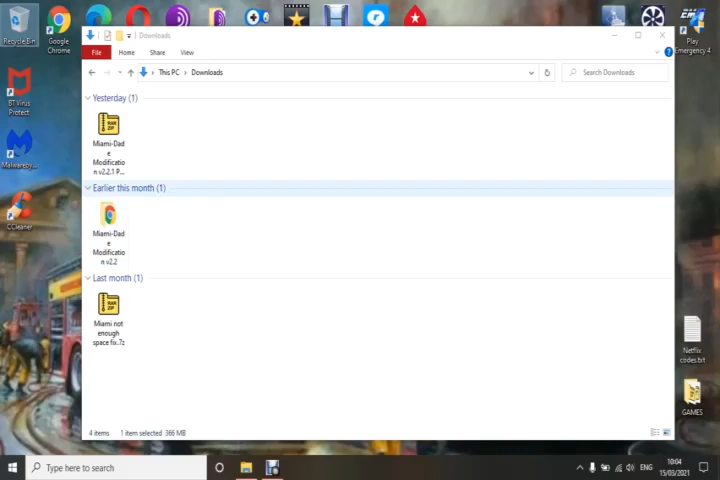 Downloads
File
Home
Share
View
This PC
Downloads
Search Downloads
Yesterday (1)
Miami-Dad
e
Modificatio
n v2.2.1 P...
Earlier this month (1)
Miami-Dad
e
Modificatio
n v2.2
Last month (1)
Miami not
enough
space fix.7z
4 items
1 item selected 366 MB
Recycle Bin
Google
Chrome
BT Virus
Protect
Malwareby...
CCleaner
Play
Emergency 4
Netflix
codes.txt
GAMES
Type here to search
ENG
10:04
15/03/2021